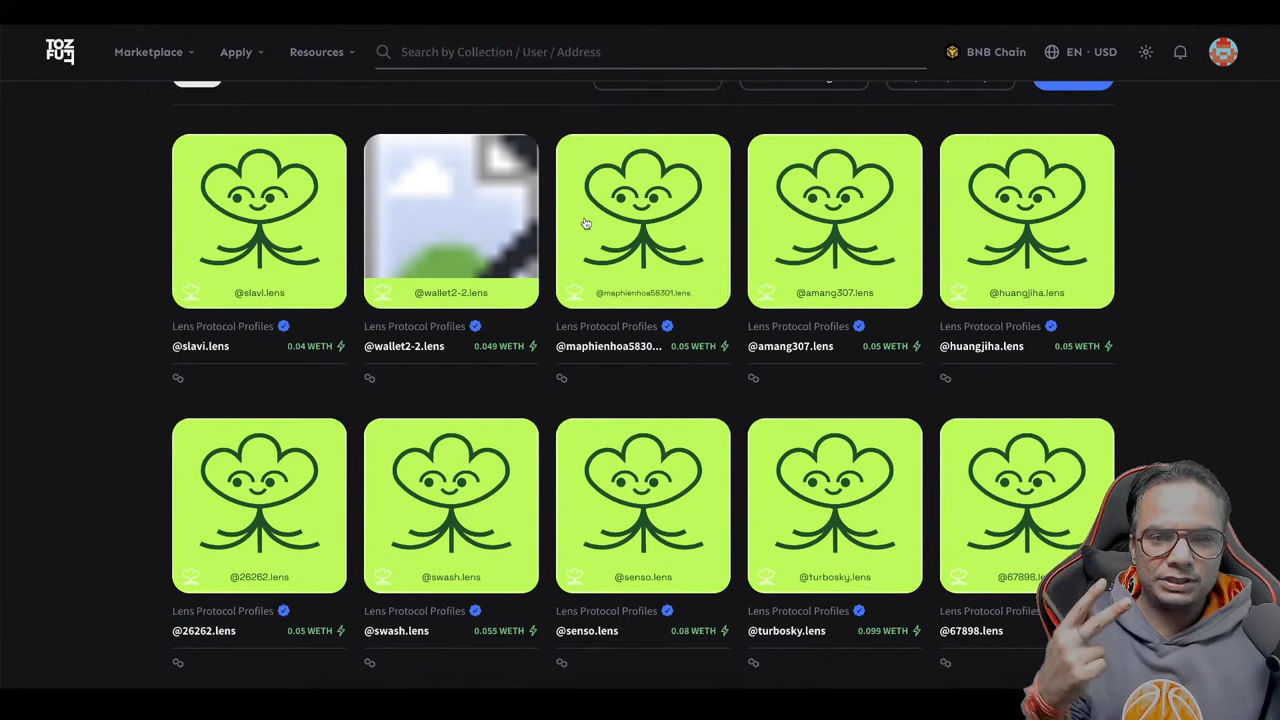 TOZ
FUT
Marketplace
Apply
Resources
Search by Collection / User / Address
BNB Chain
EN · USD
@slavi.lens
@wallet2-2.lens
@maphienhoa58301.lens
@amang307.lens
@huangjiha.lens
Lens Protocol Profiles
Lens Protocol Profiles
Lens Protocol Profiles
Lens Protocol Profiles
Lens Protocol Profiles
@slavi.lens 0.04 WETH
@wallet2-2.lens 0.049 WETH
@maphienhoa5830... 0.05 WETH
@amang307.lens 0.05 WETH
@huangjiha.lens 0.05 WETH
@26262.lens
@swash.lens
@senso.lens
@turbosky.lens
Lens Protocol Profiles
Lens Protocol Profiles
Lens Protocol Profiles
Lens Protocol Profiles
Lens Protocol Profiles
@26262.lens 0.05 WETH
@swash.lens 0.055 WETH
@senso.lens 0.08 WETH
@turbosky.lens 0.099 WETH
@67898.lens